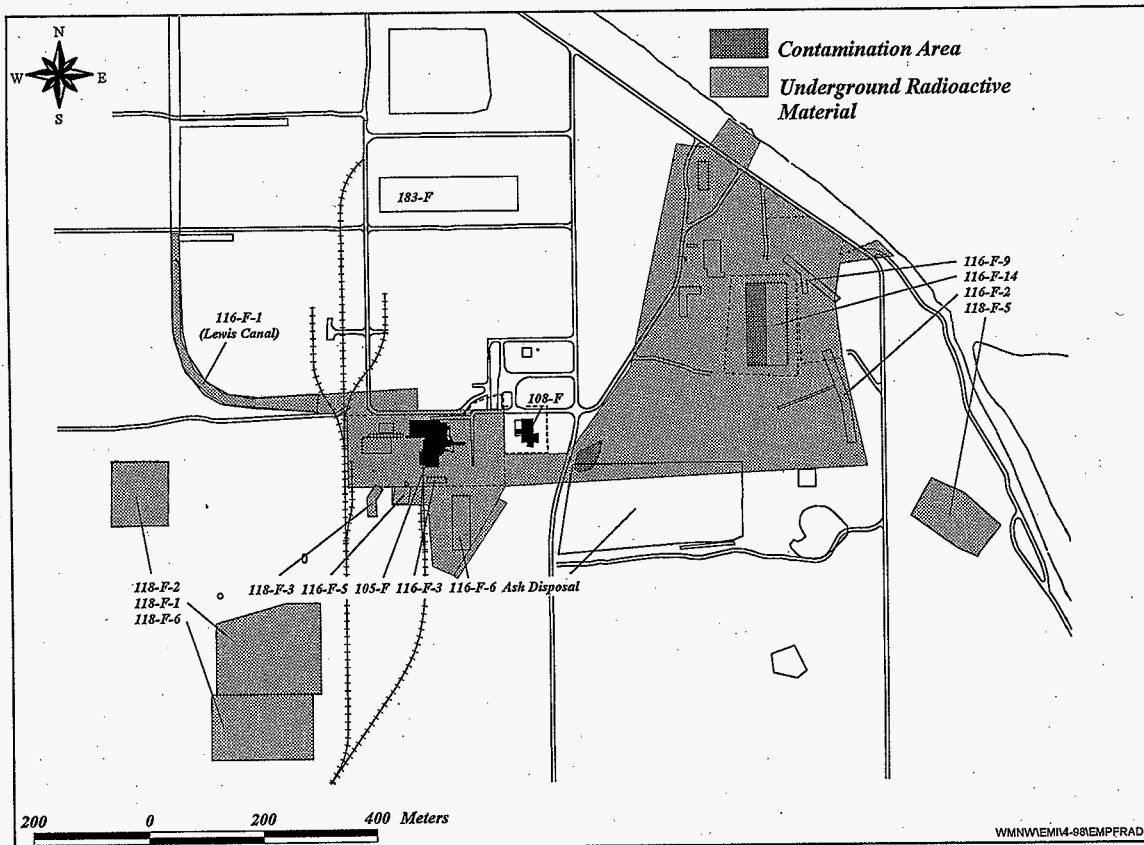 N
W E
S
Contamination Area
Underground Radioactive
Material
183-F
116-F-9
116-F-14
116-F-2
118-F-5
116-F-1
(Lewis Canal)
108-F
118-F-2
118-F-1
118-F-6
118-F-3 116-F-5 105-F 116-F-3 116-F-6 Ash Disposal
200 0 200 400 Meters
WMNW\EMI\4-98\EMPFRAD